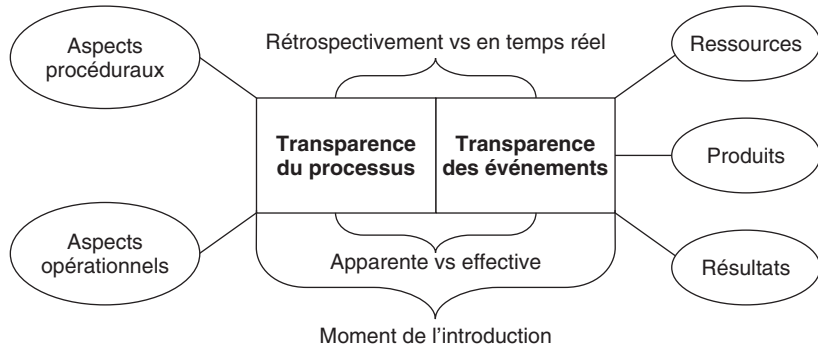 Aspects
procéduraux
Rétrospectivement vs en temps réel
Ressources
Transparence
du processus
Transparence
des événements
Produits
Aspects
opérationnels
Apparente vs effective
Résultats
Moment de l'introduction